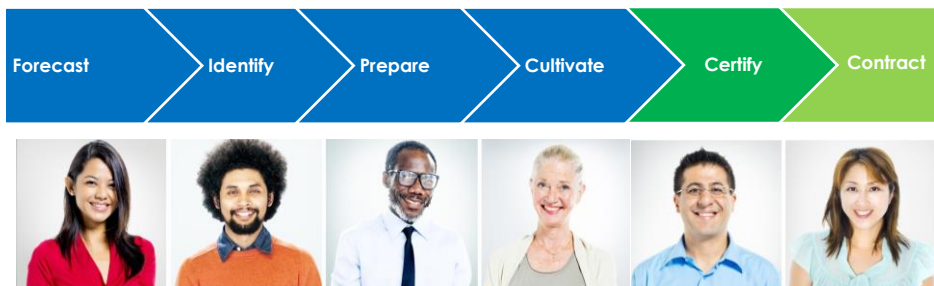 Forecast
Identify
Prepare
Cultivate
Certify
Contract